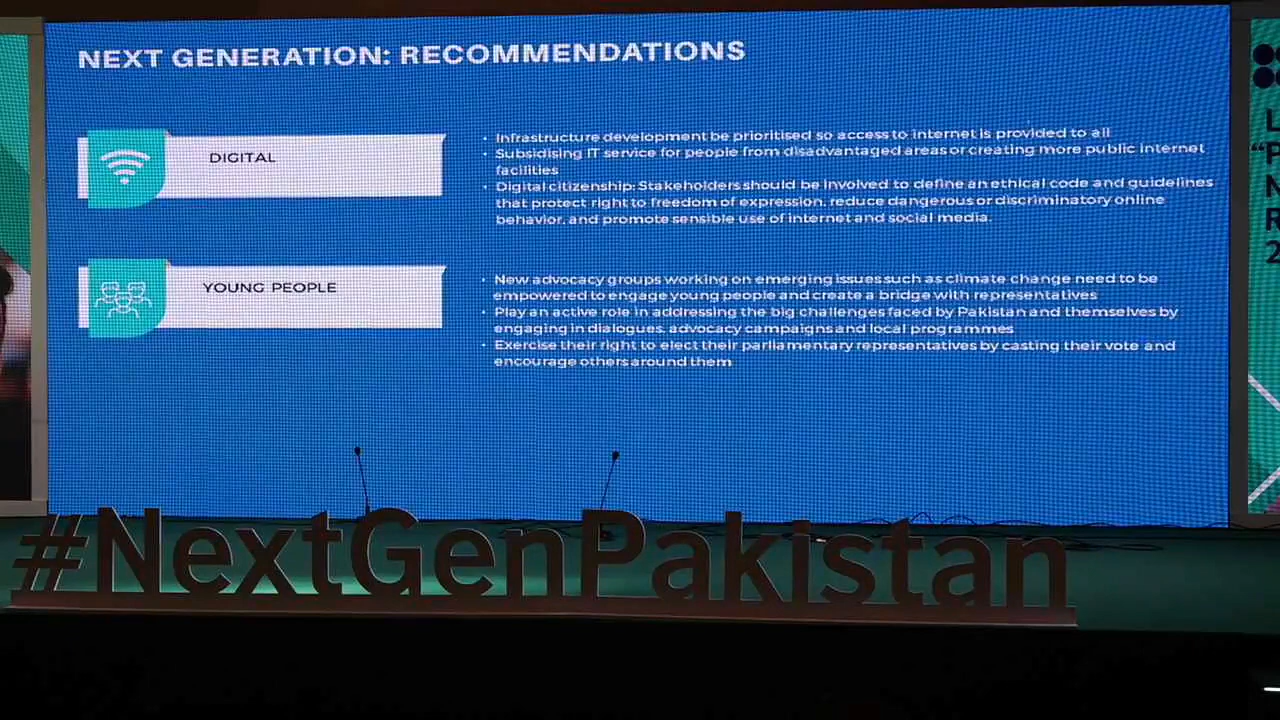 NEXT GENERATION: RECOMMENDATIONS
DIGITAL
• Infrastructure development be prioritised so access to internet is provided to all
• Subsidising IT service for people from disadvantaged areas or creating more public internet
facilities
• Digital citizenship: Stakeholders should be involved to define an ethical code and guidelines
that protect right to freedom of expression, reduce dangerous or discriminatory online
behavior, and promote sensible use of internet and social media.
YOUNG PEOPLE
• New advocacy groups working on emerging issues such as climate change need to be
empowered to engage young people and create a bridge with representatives
• Play an active role in addressing the big challenges faced by Pakistan and themselves by
engaging in dialogues, advocacy campaigns and local programmes
• Exercise their right to elect their parliamentary representatives by casting their vote and
encourage others around them
#NextGenPakistan